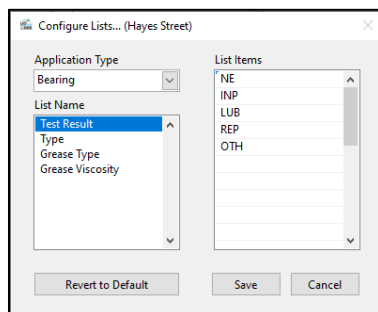 Configure Lists... (Hayes Street)
Application Type
Bearing
List Name
Test Result
Type
Grease Type
Grease Viscosity
List Items
NE
INP
LUB
REP
OTH
Revert to Default
Save
Cancel